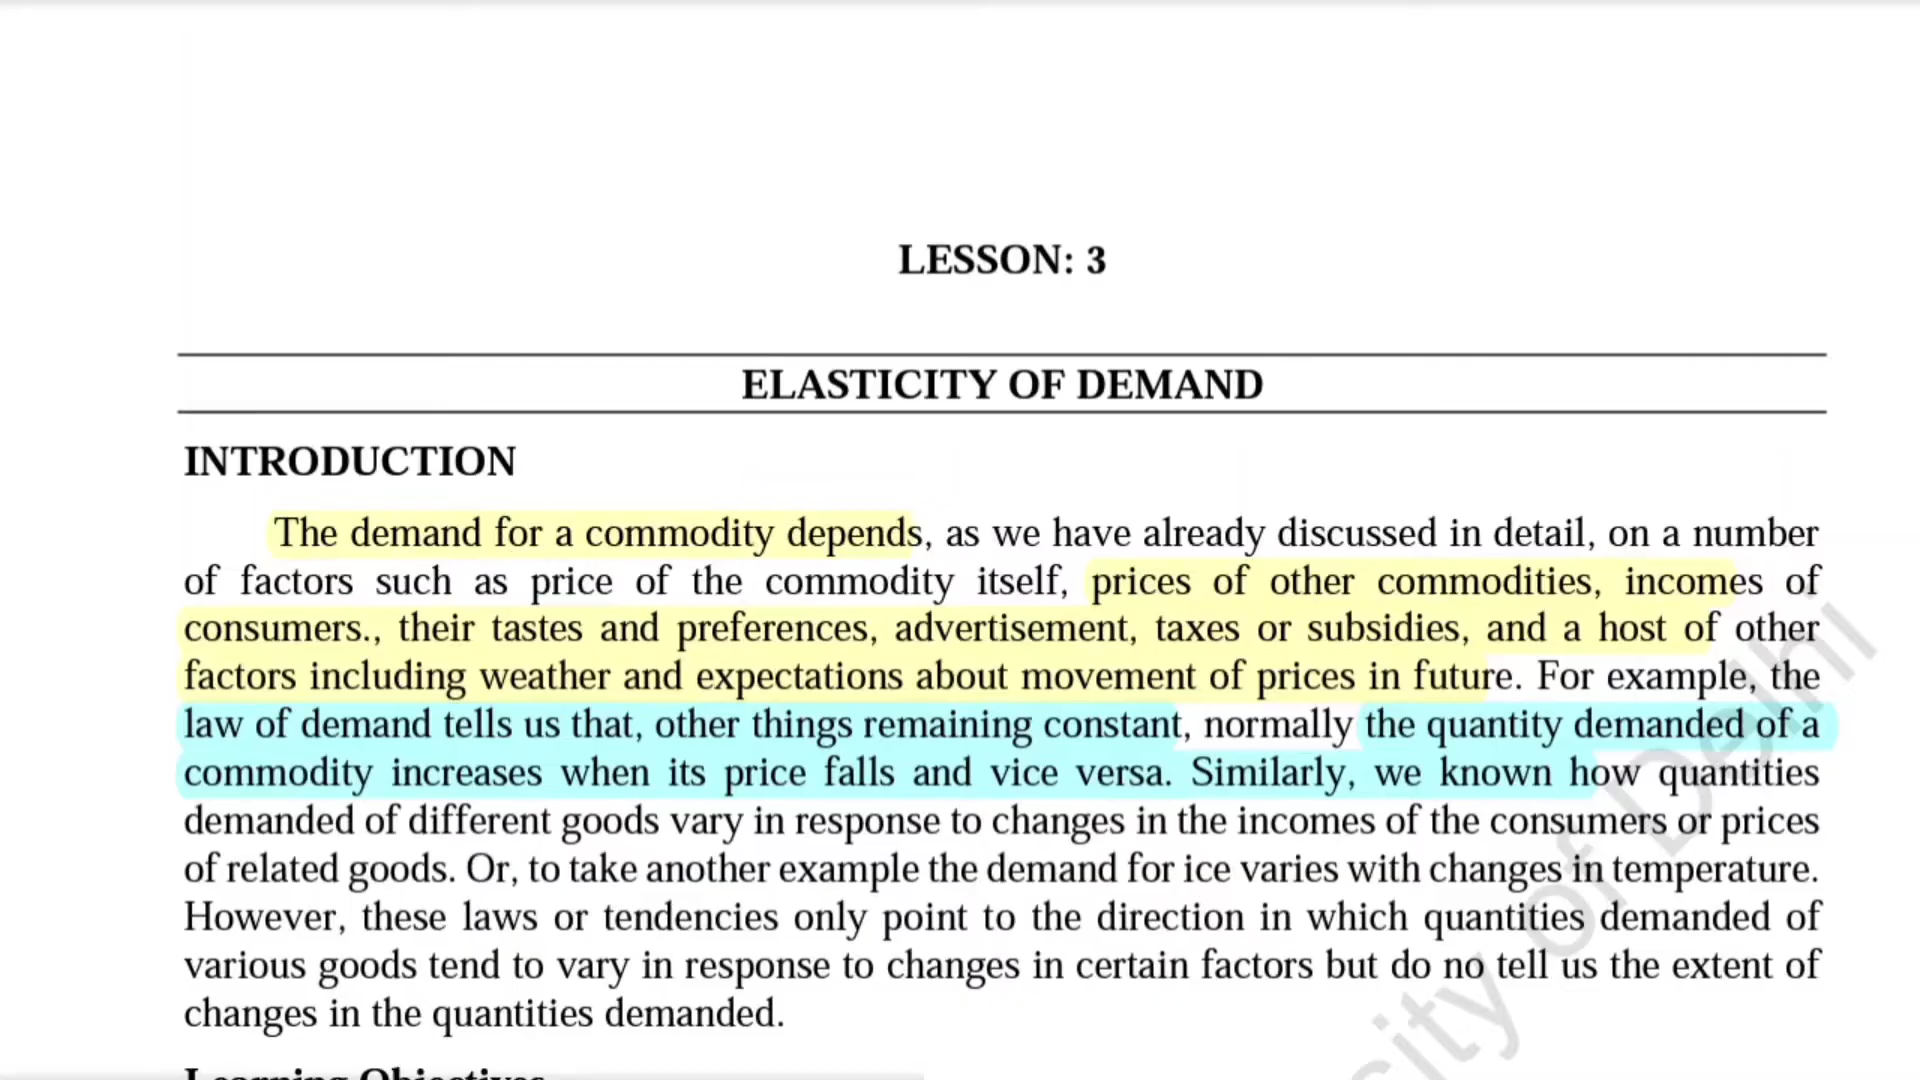 LESSON: 3
ELASTICITY OF DEMAND
INTRODUCTION
The demand for a commodity depends, as we have already discussed in detail, on a number
of factors such as price of the commodity itself, prices of other commodities, incomes of
consumers., their tastes and preferences, advertisement, taxes or subsidies, and a host of other
factors including weather and expectations about movement of prices in future. For example, the
law of demand tells us that, other things remaining constant, normally the quantity demanded of a
commodity increases when its price falls and vice versa. Similarly, we known how quantities
demanded of different goods vary in response to changes in the incomes of the consumers or prices
of related goods. Or, to take another example the demand for ice varies with changes in temperature.
However, these laws or tendencies only point to the direction in which quantities demanded of
various goods tend to vary in response to changes in certain factors but do no tell us the extent of
changes in the quantities demanded.
Learning Objectives
sity of Delhi